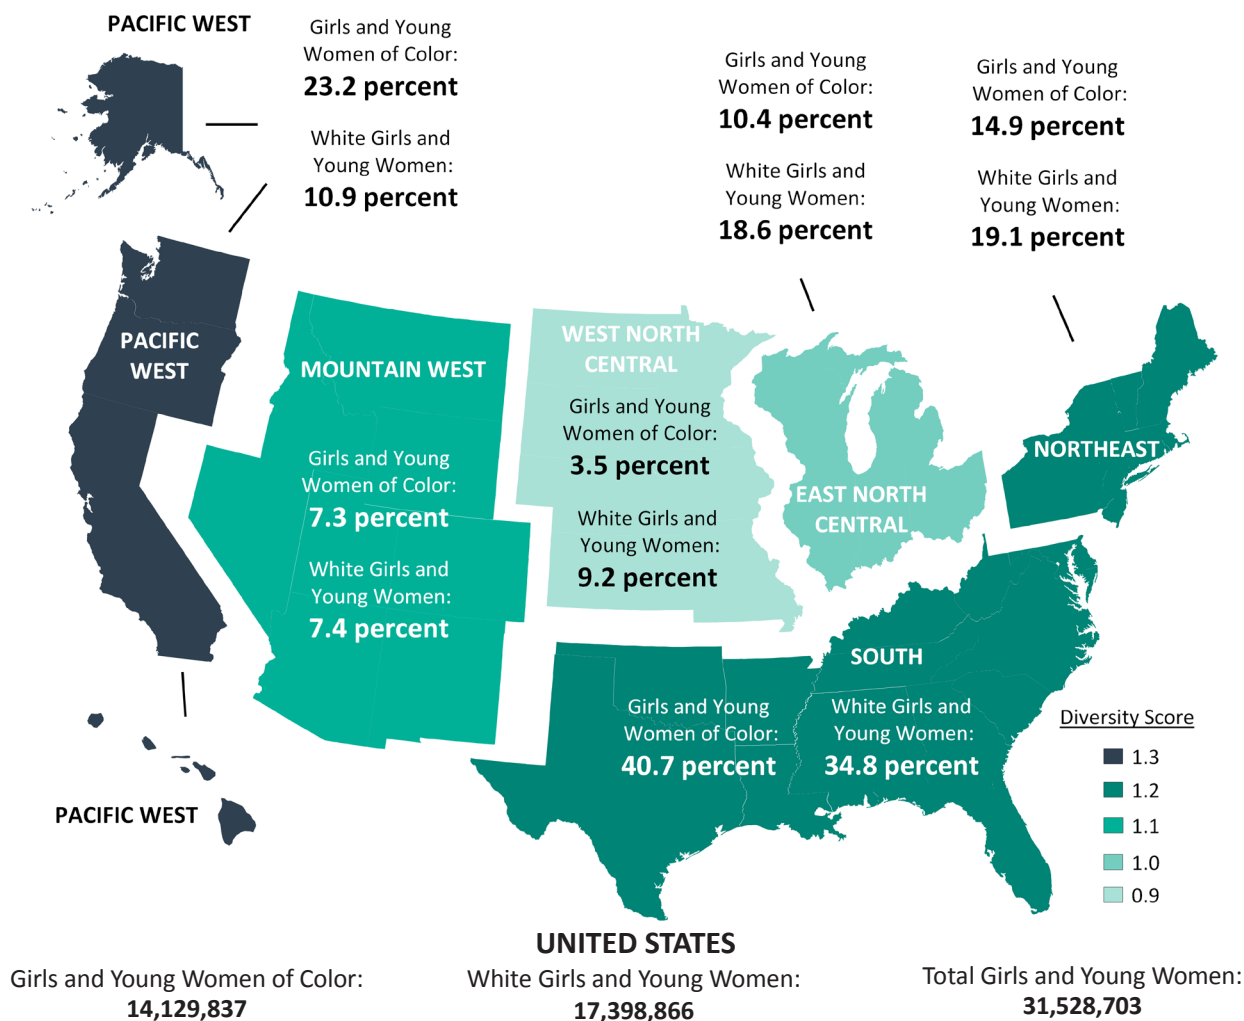 PACIFIC WEST
Girls and Young
Women of Color:
23.2 percent
White Girls and
Young Women:
10.9 percent
Girls and Young
Women of Color:
10.4 percent
White Girls and
Young Women:
18.6 percent
Girls and Young
Women of Color:
14.9 percent
White Girls and
Young Women:
19.1 percent
PACIFIC
WEST
MOUNTAIN WEST
Girls and Young
Women of Color:
7.3 percent
White Girls and
Young Women:
7.4 percent
WEST NORTH
CENTRAL
Girls and Young
Women of Color:
3.5 percent
White Girls and
Young Women:
9.2 percent
EAST NORTH
CENTRAL
NORTHEAST
SOUTH
Girls and Young
Women of Color:
40.7 percent
White Girls and
Young Women:
34.8 percent
PACIFIC WEST
Diversity Score
1.3
1.2
1.1
1.0
0.9
UNITED STATES
Girls and Young Women of Color:
14,129,837
White Girls and Young Women:
17,398,866
Total Girls and Young Women:
31,528,703